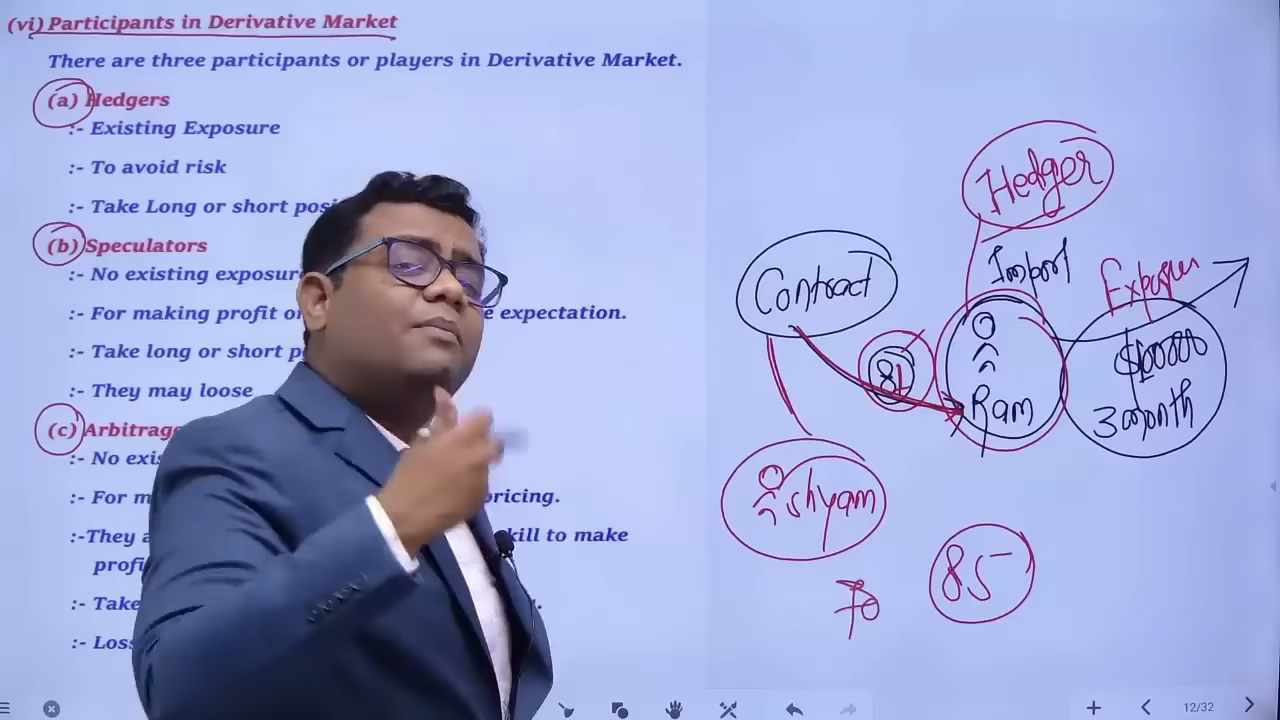 (vi) Participants in Derivative Market
There are three participants or players in Derivative Market.
(a) Hedgers
:- Existing Exposure
:- To avoid risk
:- Take Long or short posi
(b) Speculators
:- No existing exposur
:- For making profit o e expectation.
:- Take long or short p
:- They may loose
(c) Arbitrage
:- No exis
:- For m pricing.
:-They a kill to make
profi
:- Take
:- Loss
Hedger
Import
Contract
81
Ram
3 month
shyam
85
70
12/32